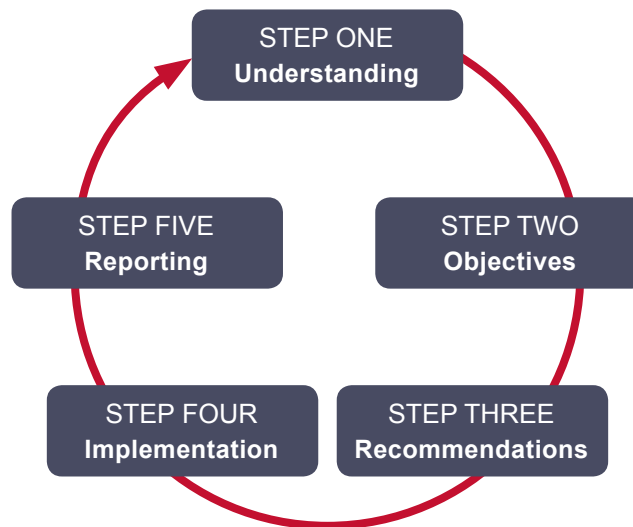 STEP ONE
Understanding
STEP TWO
Objectives
STEP THREE
Recommendations
STEP FOUR
Implementation
STEP FIVE
Reporting